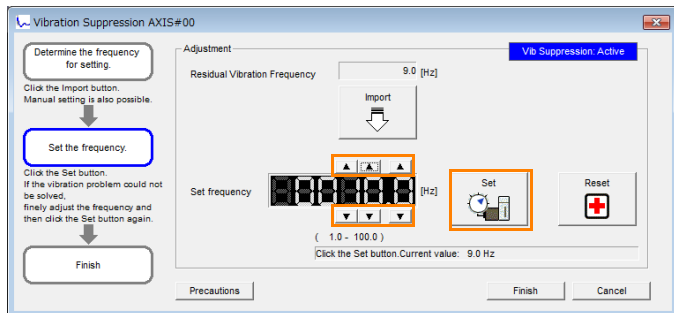 Vibration Suppression AXIS#00
Determine the frequency
for setting.
Click the Import button.
Manual setting is also possible.
Set the frequency.
Click the Set button.
If the vibration problem could not
be solved,
finely adjust the frequency and
then click the Set button again.
Finish
Adjustment
Vib Suppression: Active
Residual Vibration Frequency
9.0 [Hz]
Import
Set frequency
[Hz]
Set
Reset
( 1.0 - 100.0 )
Click the Set button.Current value: 9.0 Hz
Precautions
Finish
Cancel